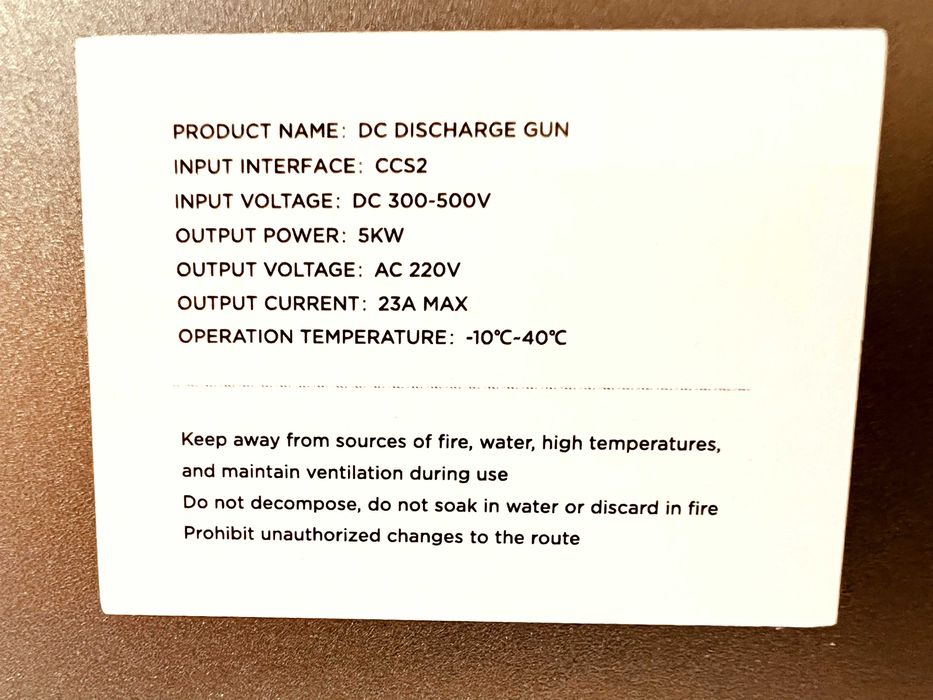 PRODUCT NAME: DC DISCHARGE GUN
INPUT INTERFACE: CCS2
INPUT VOLTAGE: DC 300-500V
OUTPUT POWER: 5KW
OUTPUT VOLTAGE: AC 220V
OUTPUT CURRENT: 23A MAX
OPERATION TEMPERATURE: -10℃~40℃
Keep away from sources of fire, water, high temperatures,
and maintain ventilation during use
Do not decompose, do not soak in water or discard in fire
Prohibit unauthorized changes to the route